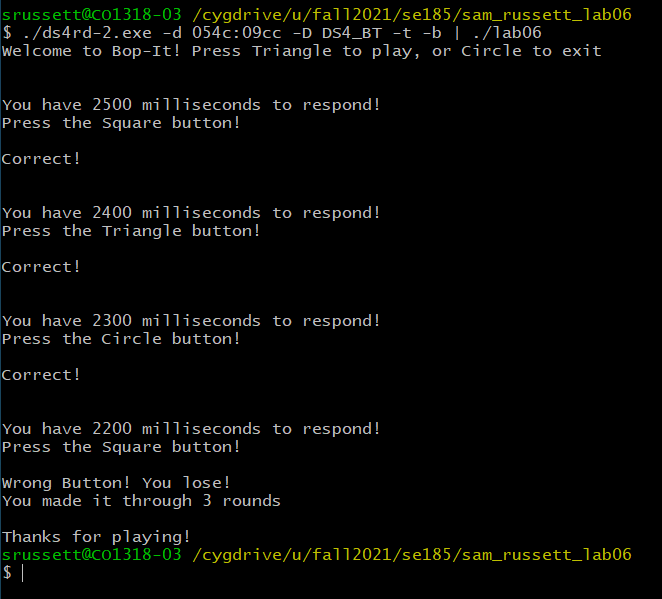 srussett@CO1318-03 /cygdrive/u/fall2021/se185/sam_russett_lab06
$ ./ds4rd-2.exe -d 054c:09cc -D DS4_BT -t -b | ./lab06
Welcome to Bop-It! Press Triangle to play, or Circle to exit
You have 2500 milliseconds to respond!
Press the Square button!
Correct!
You have 2400 milliseconds to respond!
Press the Triangle button!
Correct!
You have 2300 milliseconds to respond!
Press the Circle button!
Correct!
You have 2200 milliseconds to respond!
Press the Square button!
Wrong Button! You lose!
You made it through 3 rounds
Thanks for playing!
srussett@CO1318-03 /cygdrive/u/fall2021/se185/sam_russett_lab06
$